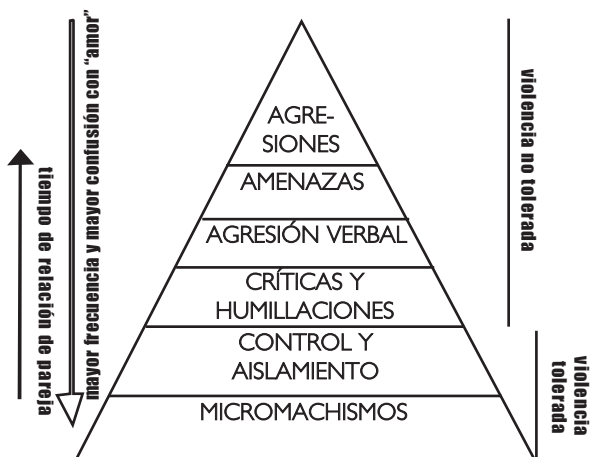 AGRE-
SIONES
AMENAZAS
AGRESIÓN VERBAL
CRÍTICAS Y
HUMILLACIONES
CONTROL Y
AISLAMIENTO
MICROMACHISMOS
tiempo de relación de pareja
mayor frecuencia y mayor confusión con “amor”
violencia no tolerada
violencia
tolerada